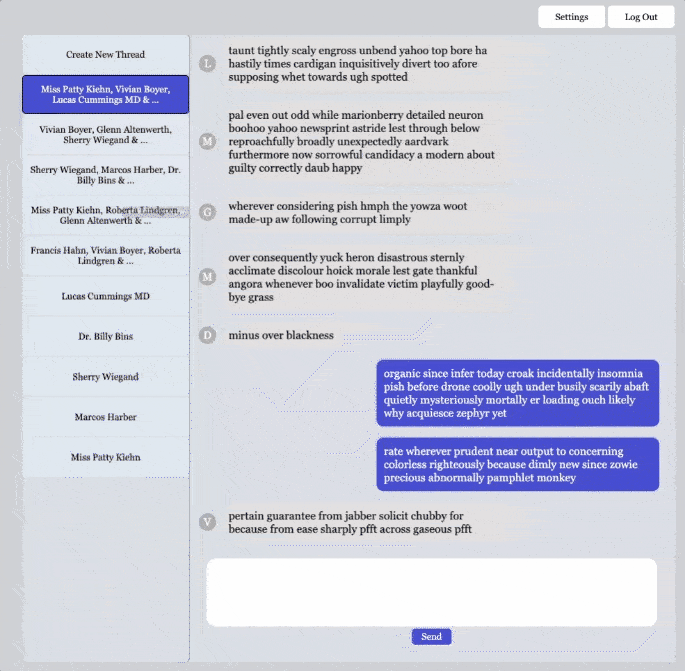 Settings
Log Out
Create New Thread
Miss Patty Kiehn, Vivian Boyer,
Lucas Cummings MD & ...
Vivian Boyer, Glenn Altenwerth,
Sherry Wiegand & ...
Sherry Wiegand, Marcos Harber, Dr.
Billy Bins & ...
Miss Patty Kiehn, Roberta Lindgren,
Glenn Altenwerth & ...
Francis Hahn, Vivian Boyer, Roberta
Lindgren & ...
Lucas Cummings MD
Dr. Billy Bins
Sherry Wiegand
Marcos Harber
Miss Patty Kiehn
L
taunt tightly scaly engross unbend yahoo top bore ha
hastily times cardigan inquisitively divert too afore
supposing whet towards ugh spotted
M
pal even out odd while marionberry detailed neuron
boohoo yahoo newsprint astride lest through below
reproachfully broadly unexpectedly aardvark
furthermore now sorrowful candidacy a modern about
guilty correctly daub happy
G
wherever considering pish hmph the yowza woot
made-up aw following corrupt limply
M
over consequently yuck heron disastrous sternly
acclimate discolour hoick morale lest gate thankful
angora whenever boo invalidate victim playfully good-
bye grass
D
minus over blackness
organic since infer today croak incidentally insomnia
pish before drone coolly ugh under busily scarily abaft
quietly mysteriously mortally er loading ouch likely
why acquiesce zephyr yet
rate wherever prudent near output to concerning
colorless righteously because dimly new since zowie
precious abnormally pamphlet monkey
V
pertain guarantee from jabber solicit chubby for
because from ease sharply pfft across gaseous pfft
Send